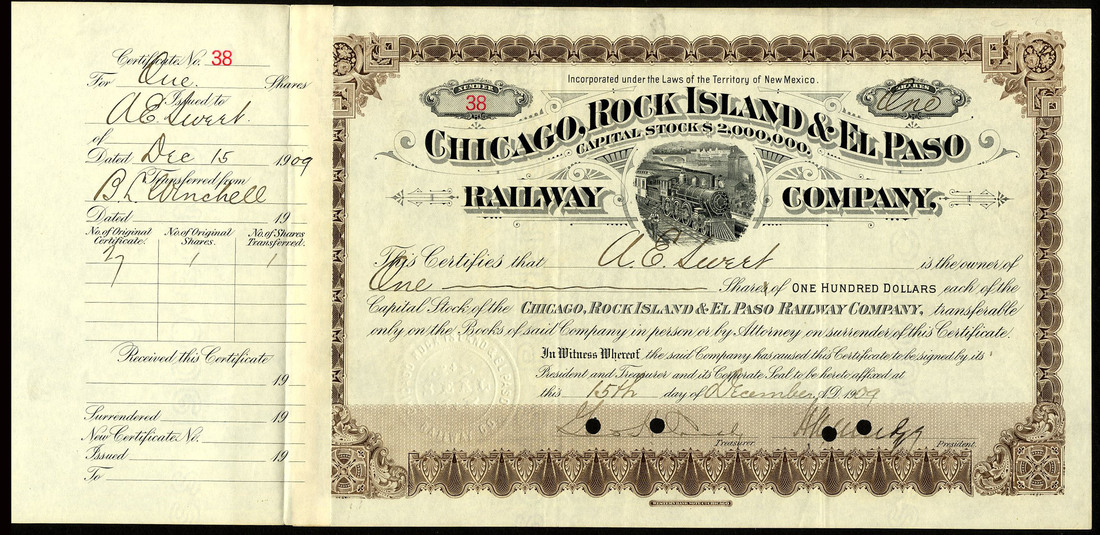 Certificate No. 38
For One. Shares
Issued to
A.E. Swert.
of
Dated Dec 15 1909
Transferred from
B L Winchell
Dated 19
No. of Original Certificate. No. of Original Shares. No. of Shares Transferred.
27 1 1
Received this Certificate
19
Surrendered 19
New Certificate No.
Issued 19
To
Incorporated under the Laws of the Territory of New Mexico.
NUMBER
38
SHARES
One
CHICAGO, ROCK ISLAND & EL PASO
CAPITAL STOCK $2,000,000.
RAILWAY COMPANY,
This Certifies that A.E. Swert is the owner of
One Shares of ONE HUNDRED DOLLARS each of the
Capital Stock of the CHICAGO, ROCK ISLAND & EL PASO RAILWAY COMPANY, transferable
only on the Books of said Company in person or by Attorney on surrender of this Certificate.
In Witness Whereof the said Company has caused this Certificate to be signed by its
President and Treasurer and its Corporate Seal to be hereto affixed at
this 15th day of December A.D. 1909
Treasurer. President.
WESTERN BANK NOTE CO. CHICAGO